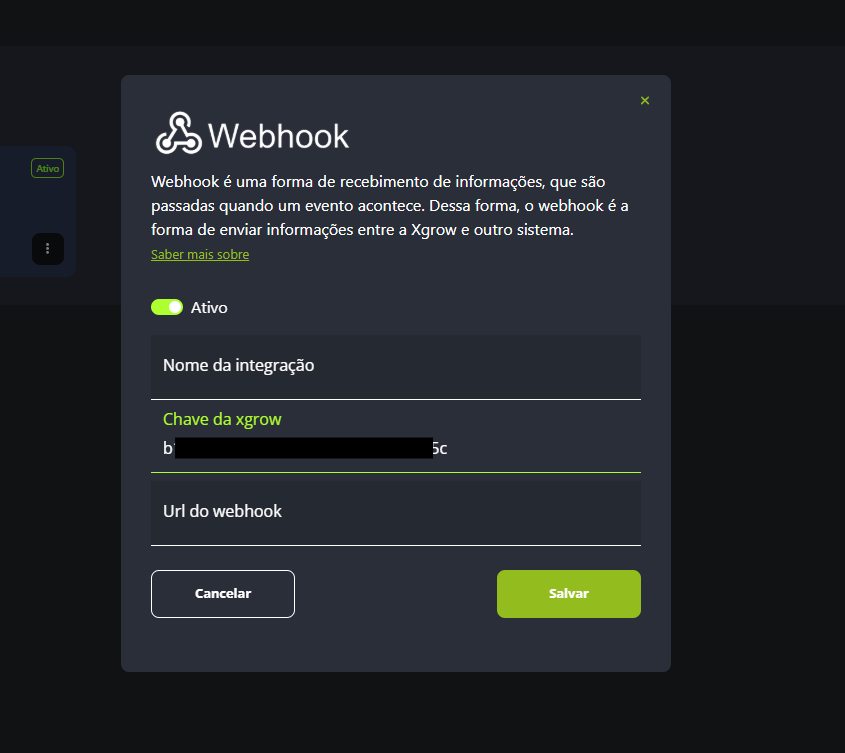 Ativo
Webhook
Webhook é uma forma de recebimento de informações, que são
passadas quando um evento acontece. Dessa forma, o webhook é a
forma de enviar informações entre a Xgrow e outro sistema.
Saber mais sobre
Ativo
Nome da integração
Chave da xgrow
b 5c
Url do webhook
Cancelar
Salvar